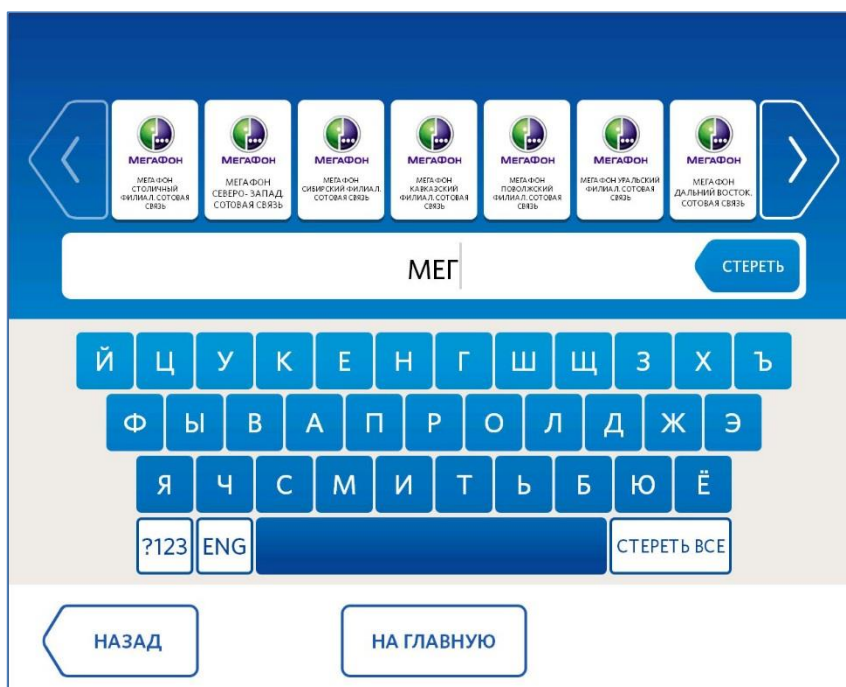 МЕГАФОН
МЕГАФОН
СТОЛИЧНЫЙ
ФИЛИАЛ. СОТОВАЯ
СВЯЗЬ
МЕГАФОН
МЕГАФОН
СЕВЕРО- ЗАПАД.
СОТОВАЯ СВЯЗЬ
МЕГАФОН
МЕГАФОН
СИБИРСКИЙ ФИЛИАЛ.
СОТОВАЯ СВЯЗЬ
МЕГАФОН
МЕГАФОН
КАВКАЗСКИЙ
ФИЛИАЛ. СОТОВАЯ
СВЯЗЬ
МЕГАФОН
МЕГАФОН
ПОВОЛЖСКИЙ
ФИЛИАЛ. СОТОВАЯ
СВЯЗЬ
МЕГАФОН
МЕГАФОН УРАЛЬСКИЙ
ФИЛИАЛ. СОТОВАЯ
СВЯЗЬ
МЕГАФОН
МЕГАФОН
ДАЛЬНИЙ ВОСТОК.
СОТОВАЯ СВЯЗЬ
МЕГ
СТЕРЕТЬ
Й Ц У К Е Н Г Ш Щ З Х Ъ
Ф Ы В А П Р О Л Д Ж Э
Я Ч С М И Т Ь Б Ю Ё
?123 ENG СТЕРЕТЬ ВСЕ
НАЗАД НА ГЛАВНУЮ